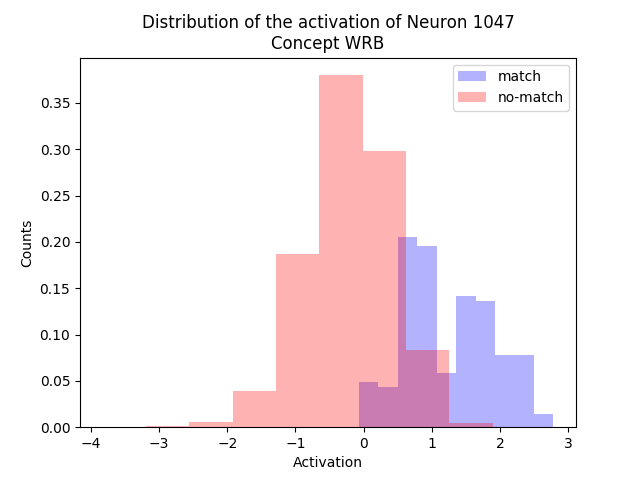 Distribution of the activation of Neuron 1047
Concept WRB
match
no-match
Counts
0.35
0.30
0.25
0.20
0.15
0.10
0.05
0.00
−4
−3
−2
−1
0
1
2
3
Activation